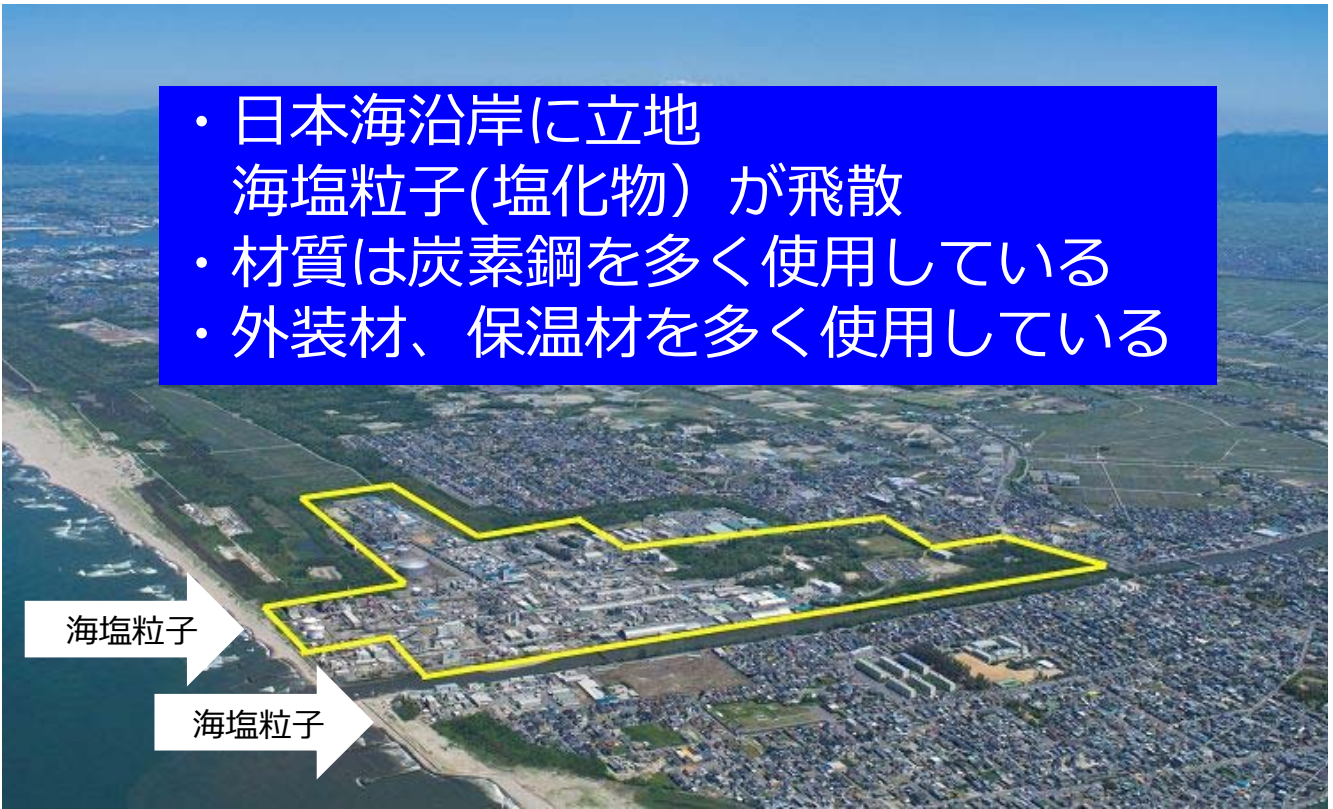 ・日本海沿岸に立地
海塩粒子(塩化物）が飛散
・材質は炭素鋼を多く使用している
・外装材、保温材を多く使用している
海塩粒子
海塩粒子